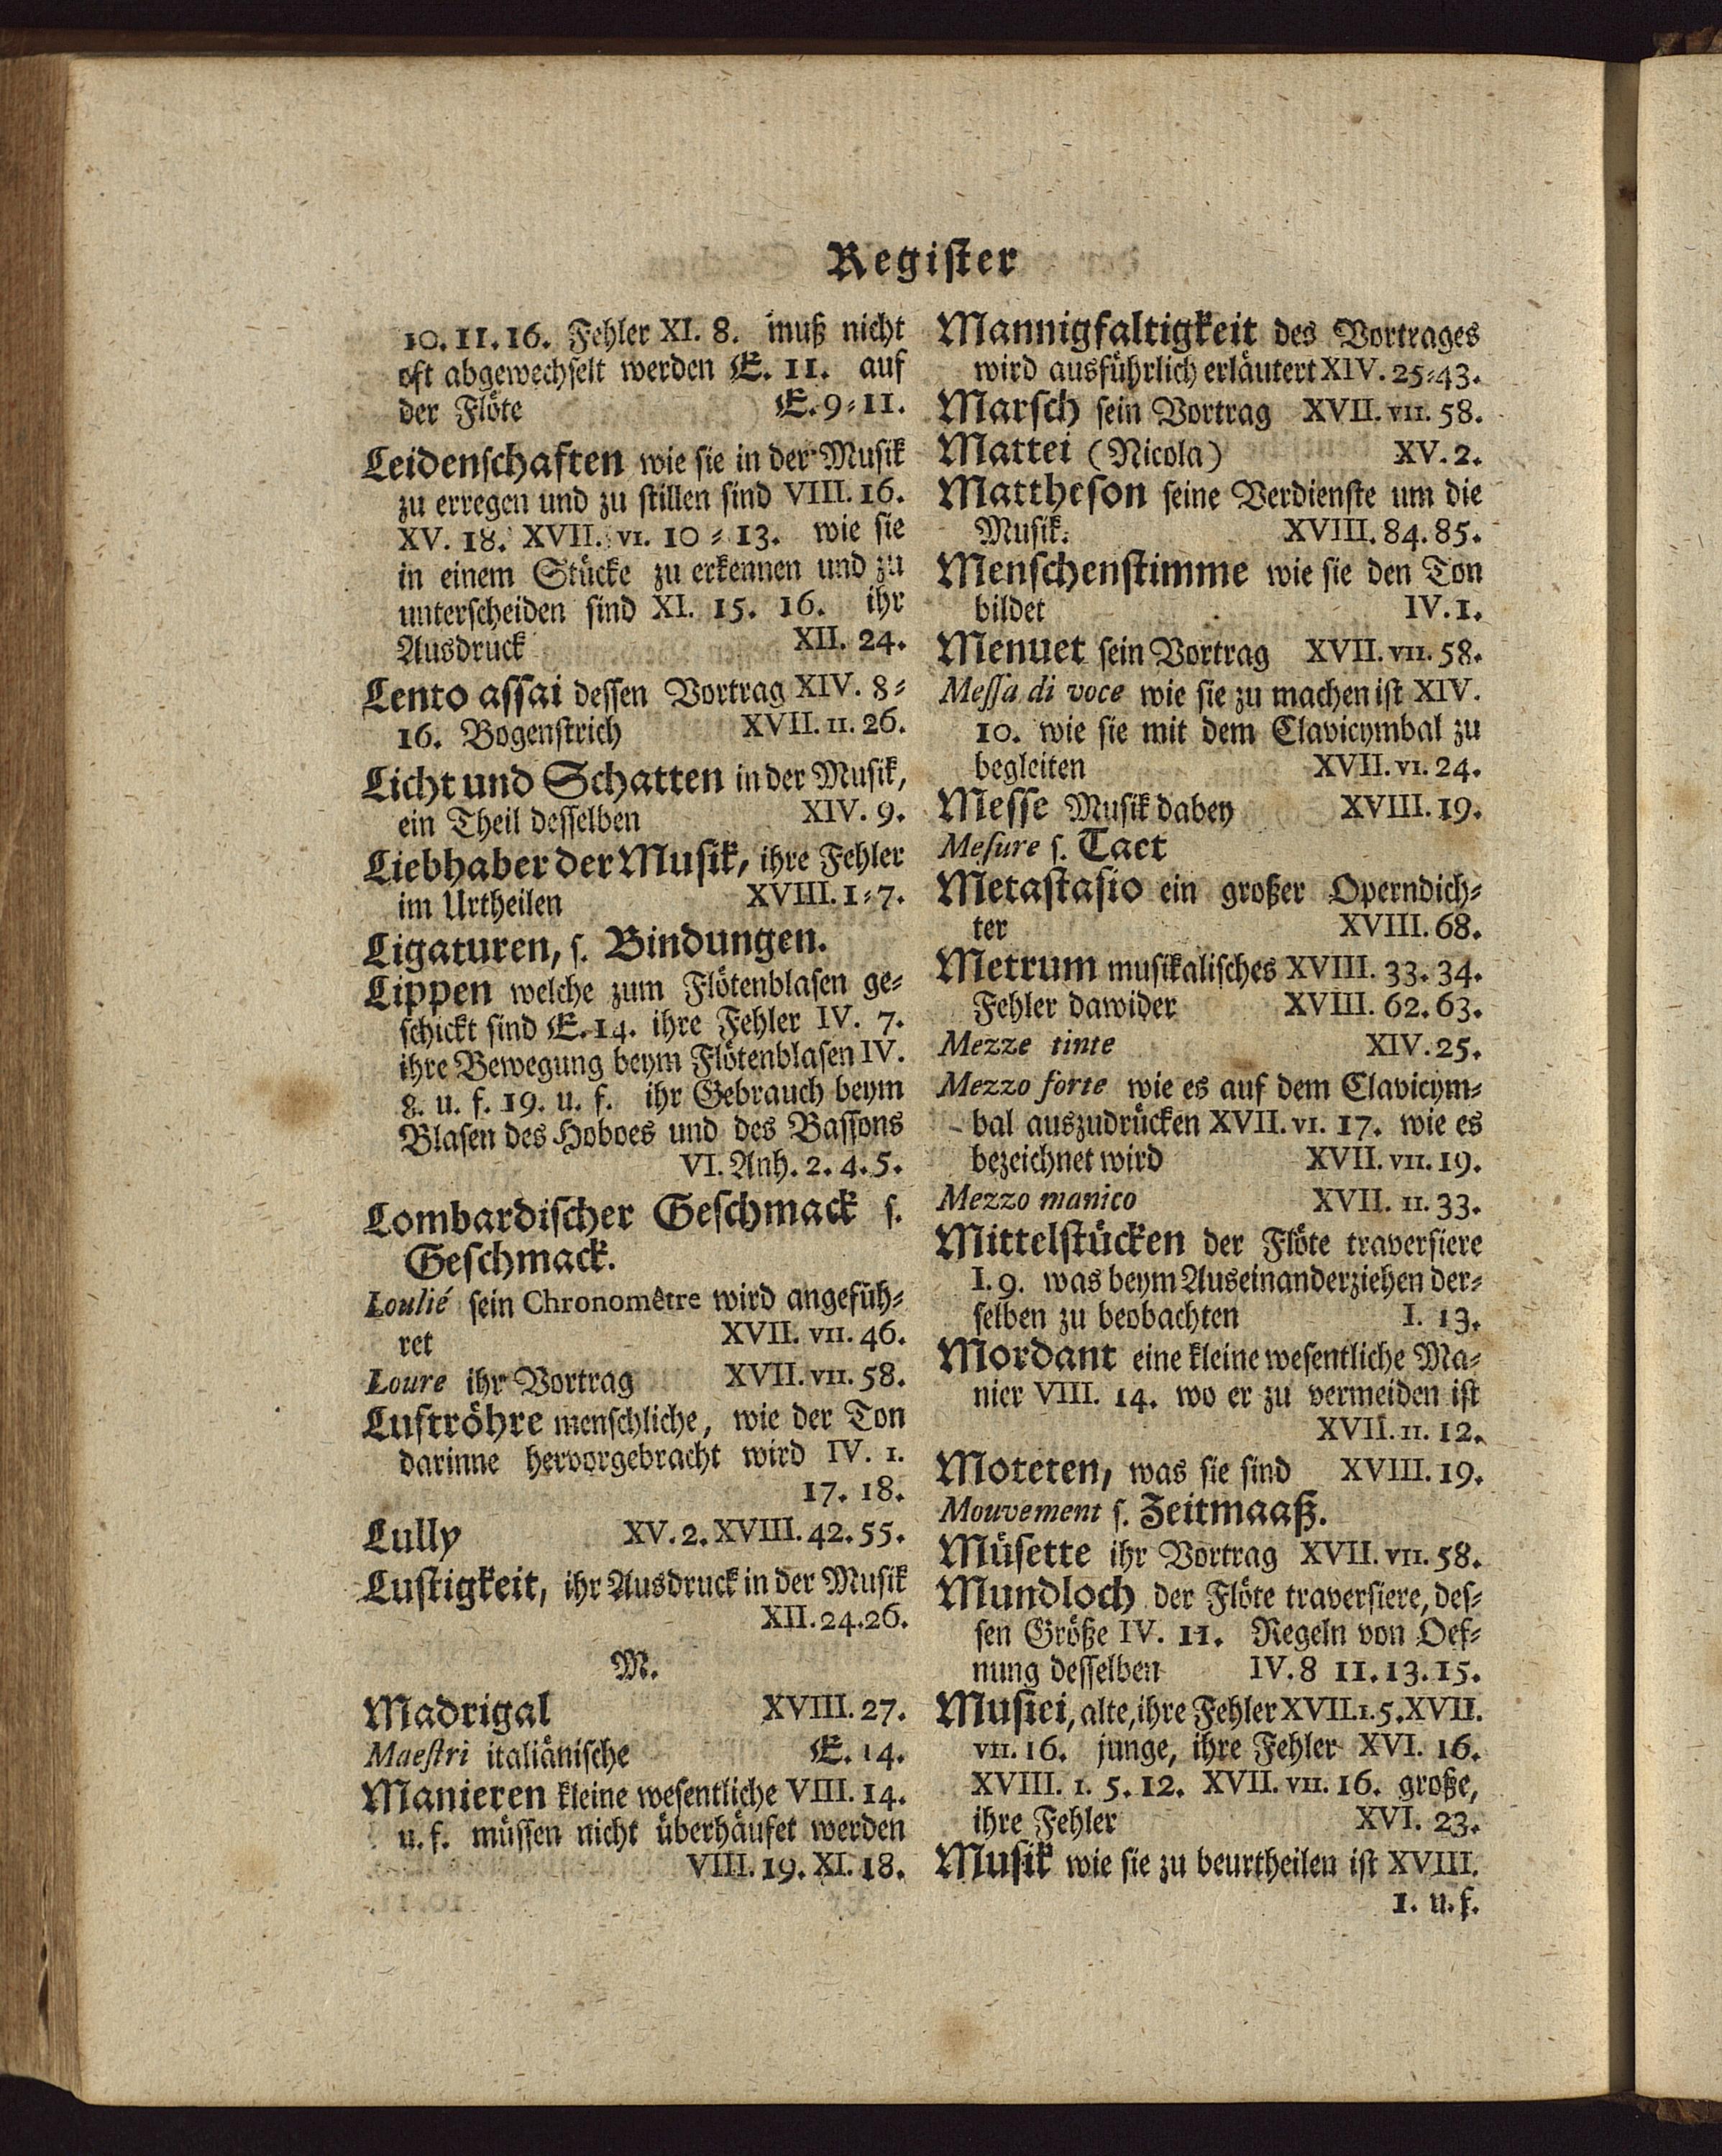 Register
10. 11. 16. Fehler XI. 8. muß nicht
oft abgewechselt werden E. 11. auf
der Flöte E. 9⸗11.
Leidenschaften wie sie in der Musik
zu erregen und zu stillen sind VIII. 16.
XV. 18. XVII. VI. 10⸗13. wie sie
in einem Stücke zu erkennen und zu
unterscheiden sind XI. 15. 16. ihr
Ausdruck XII. 24.
Lento assai dessen Vortrag XIV. 8⸗
16. Bogenstrich XVII. II. 26.
Licht und Schatten in der Musik,
ein Theil desselben XIV. 9.
Liebhaber der Musik, ihre Fehler
im Urtheilen XVIII. 1⸗7.
Ligaturen, s. Bindungen.
Lippen welche zum Flötenblasen ge⸗
schickt sind E. 14. ihre Fehler IV. 7.
ihre Bewegung beym Flötenblasen IV.
8. u. f. 19. u. f. ihr Gebrauch beym
Blasen des Hoboes und des Bassons
VI. Anh. 2. 4. 5.
Lombardischer Geschmack s.
Geschmack.
Loulié sein Chronomêtre wird angefüh⸗
ret XVII. VII. 46.
Loure ihr Vortrag XVII. VII. 58.
Luftröhre menschliche, wie der Ton
darinne hervorgebracht wird IV. 1.
17. 18.
Lully XV. 2. XVIII. 42. 55.
Lustigkeit, ihr Ausdruck in der Musik
XII. 24. 26.
M.
Madrigal XVIII. 27.
Maestri italiänische E. 14.
Manieren kleine wesentliche VIII. 14.
u. f. müssen nicht überhäufet werden
VIII. 19. XI. 18.
Mannigfaltigkeit des Vortrages
wird ausführlich erläutert XIV. 25⸗43.
Marsch sein Vortrag XVII. VII. 58.
Mattei (Nicola) XV. 2.
Mattheson seine Verdienste um die
Musik. XVIII. 84. 85.
Menschenstimme wie sie den Ton
bildet IV. 1.
Menuet sein Vortrag XVII. VII. 58.
Messa di voce wie sie zu machen ist XIV.
10. wie sie mit dem Clavicymbal zu
begleiten XVII. VI. 24.
Messe Musik dabey XVIII. 19.
Mesure s. Tact
Metastasio ein großer Operndich⸗
ter XVIII. 68.
Metrum musikalisches XVIII. 33. 34.
Fehler dawider XVIII. 62. 63.
Mezze tinte XIV. 25.
Mezzo forte wie es auf dem Clavicym⸗
bal auszudrücken XVII. VI. 17. wie es
bezeichnet wird XVII. VII. 19.
Mezzo manico XVII. II. 33.
Mittelstücken der Flöte traversiere
I. 9. was beym Auseinanderziehen der⸗
selben zu beobachten I. 13.
Mordant eine kleine wesentliche Ma⸗
nier VIII. 14. wo er zu vermeiden ist
XVII. II. 12.
Moteten, was sie sind XVIII. 19.
Mouvement s. Zeitmaaß.
Müsette ihr Vortrag XVII. VII. 58.
Mundloch der Flöte traversiere, des⸗
sen Größe IV. 11. Regeln von Oef⸗
nung desselben IV. 8 11. 13. 15.
Musici, alte, ihre Fehler XVII. I. 5. XVII.
VII. 16. junge, ihre Fehler XVI. 16.
XVIII. 1. 5. 12. XVII. VII. 16. große,
ihre Fehler XVI. 23.
Musik wie sie zu beurtheilen ist XVIII.
1. u. f.